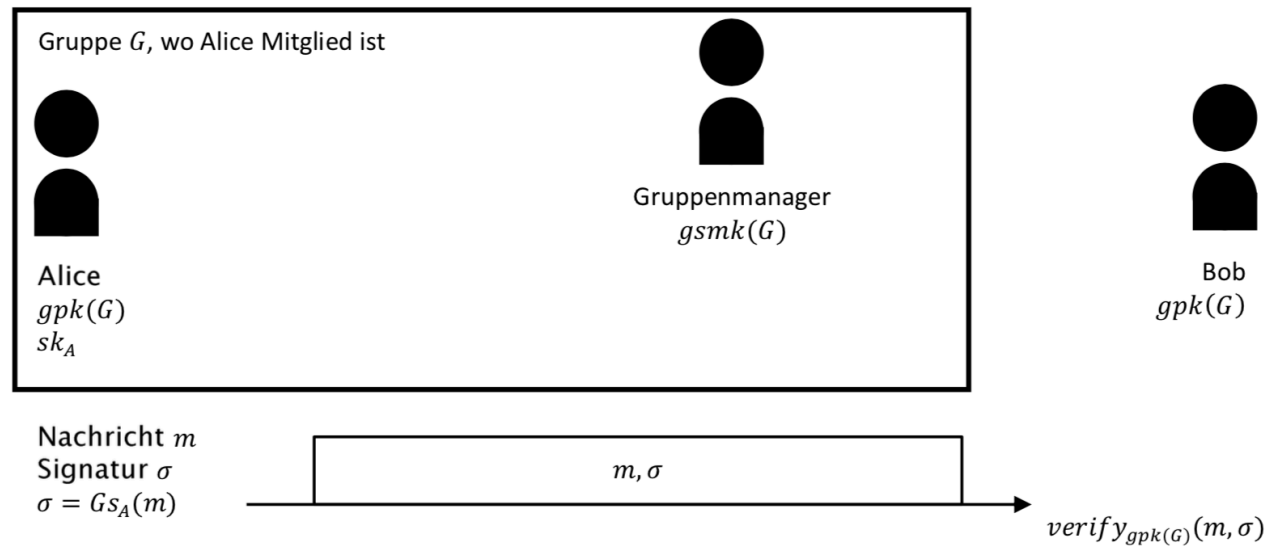 Gruppe G, wo Alice Mitglied ist
Gruppenmanager
gsmk(G)
Alice
gpk(G)
sk_A
Bob
gpk(G)
Nachricht m
Signatur σ
σ = Gs_A(m)
m, σ
verify_gpk(G)(m, σ)